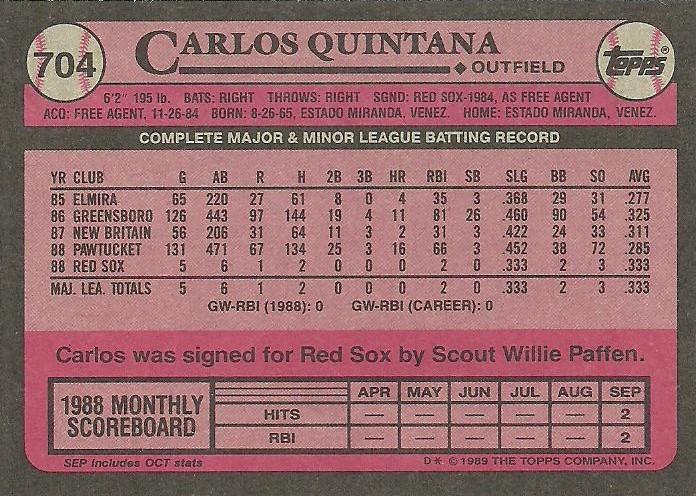 704
CARLOS QUINTANA
◆ OUTFIELD
TOPPS®
6'2" 195 lb. BATS: RIGHT THROWS: RIGHT SGND: RED SOX-1984, AS FREE AGENT
ACQ: FREE AGENT, 11-26-84 BORN: 8-26-65, ESTADO MIRANDA, VENEZ. HOME: ESTADO MIRANDA, VENEZ.
COMPLETE MAJOR & MINOR LEAGUE BATTING RECORD
YR CLUB G AB R H 2B 3B HR RBI SB SLG BB SO AVG
85 ELMIRA 65 220 27 61 8 0 4 35 3 .368 29 31 .277
86 GREENSBORO 126 443 97 144 19 4 11 81 26 .460 90 54 .325
87 NEW BRITAIN 56 206 31 64 11 3 2 31 3 .422 24 33 .311
88 PAWTUCKET 131 471 67 134 25 3 16 66 3 .452 38 72 .285
88 RED SOX 5 6 1 2 0 0 0 2 0 .333 2 3 .333
MAJ. LEA. TOTALS 5 6 1 2 0 0 0 2 0 .333 2 3 .333
GW-RBI (1988): 0 GW-RBI (CAREER): 0
Carlos was signed for Red Sox by Scout Willie Paffen.
1988 MONTHLY
SCOREBOARD
APR MAY JUN JUL AUG SEP
HITS — — — — — 2
RBI — — — — — 2
SEP includes OCT stats
D* © 1989 THE TOPPS COMPANY, INC.